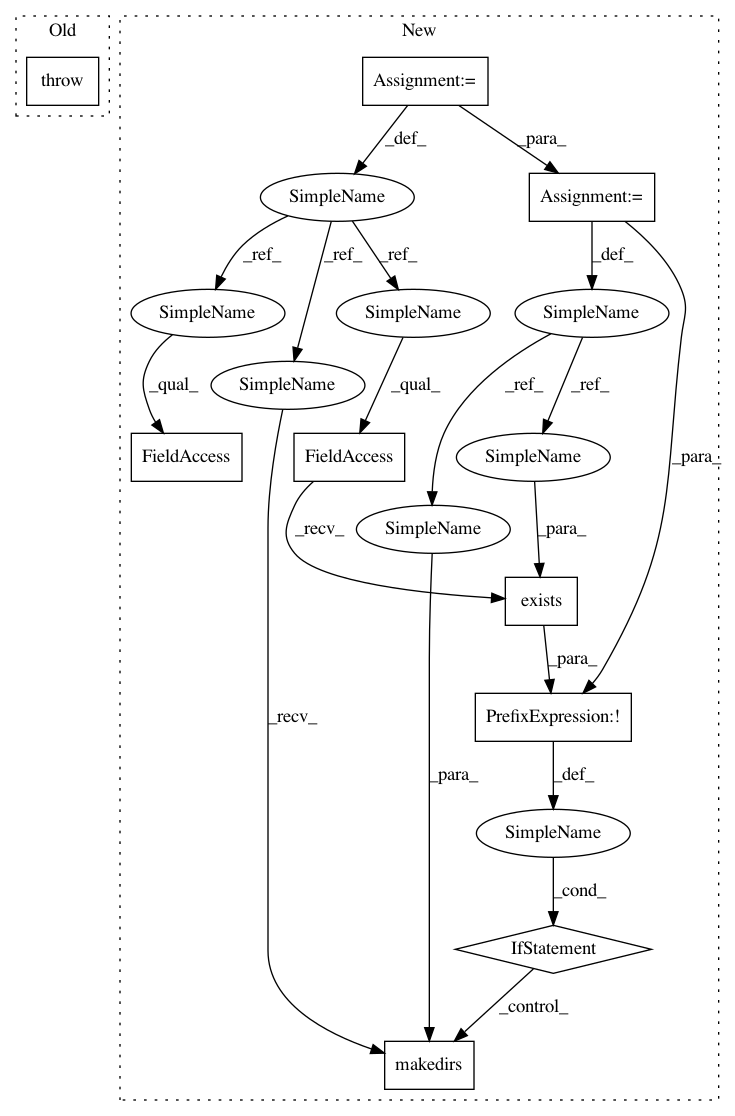 Old
New
throw
Assignment:=
_def_
_para_
SimpleName
Assignment:=
_ref_
_ref_
_ref_
_def_
SimpleName
SimpleName
SimpleName
SimpleName
_qual_
_qual_
_ref_
_ref_
FieldAccess
FieldAccess
SimpleName
_para_
SimpleName
_recv_
_para_
exists
_para_
_recv_
PrefixExpression:!
_para_
_def_
SimpleName
_cond_
IfStatement
_control_
makedirs